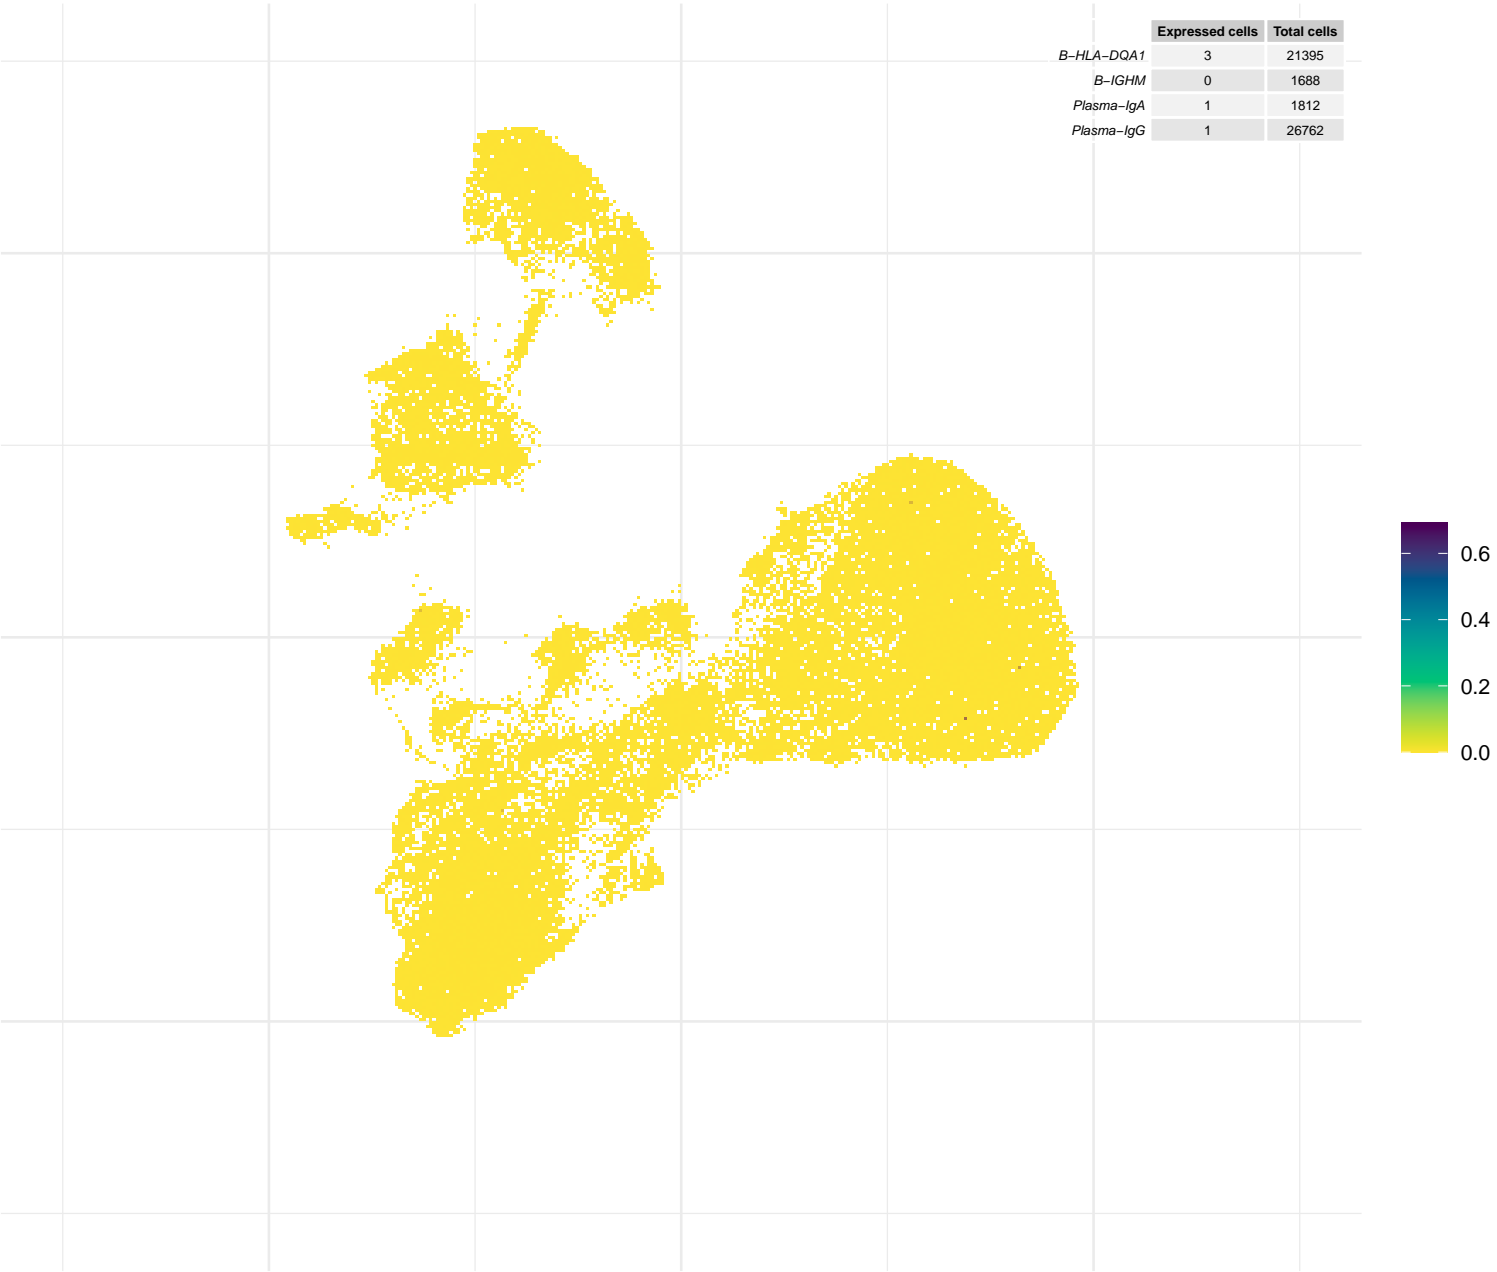 Expressed cells Total cells
B-HLA-DQA1 3 21395
B-IGHM 0 1688
Plasma-IgA 1 1812
Plasma-IgG 1 26762
0.6
0.4
0.2
0.0